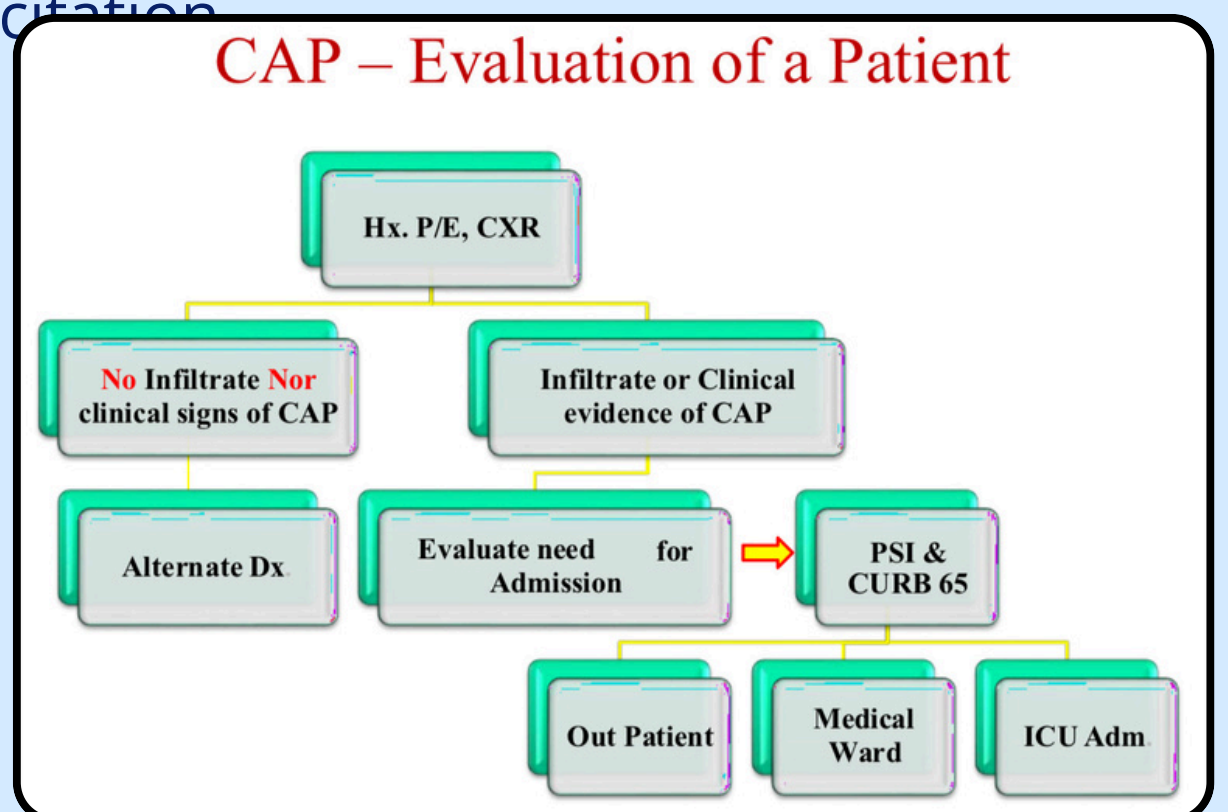 citation
CAP – Evaluation of a Patient
Hx. P/E, CXR
No Infiltrate Nor
clinical signs of CAP
Infiltrate or Clinical
evidence of CAP
Alternate Dx.
Evaluate need for
Admission
PSI &
CURB 65
Out Patient
Medical
Ward
ICU Adm.